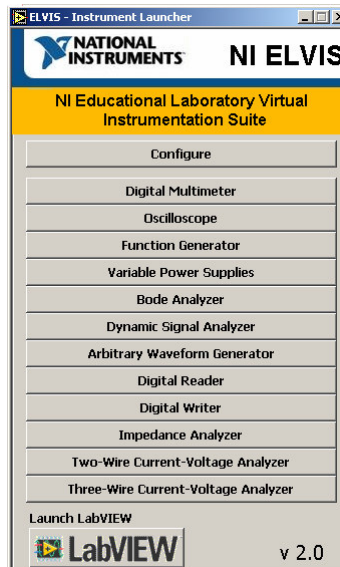 ELVIS - Instrument Launcher
NATIONAL INSTRUMENTS NI ELVIS
NI Educational Laboratory Virtual
Instrumentation Suite
Configure
Digital Multimeter
Oscilloscope
Function Generator
Variable Power Supplies
Bode Analyzer
Dynamic Signal Analyzer
Arbitrary Waveform Generator
Digital Reader
Digital Writer
Impedance Analyzer
Two-Wire Current-Voltage Analyzer
Three-Wire Current-Voltage Analyzer
Launch LabVIEW
LabVIEW v 2.0